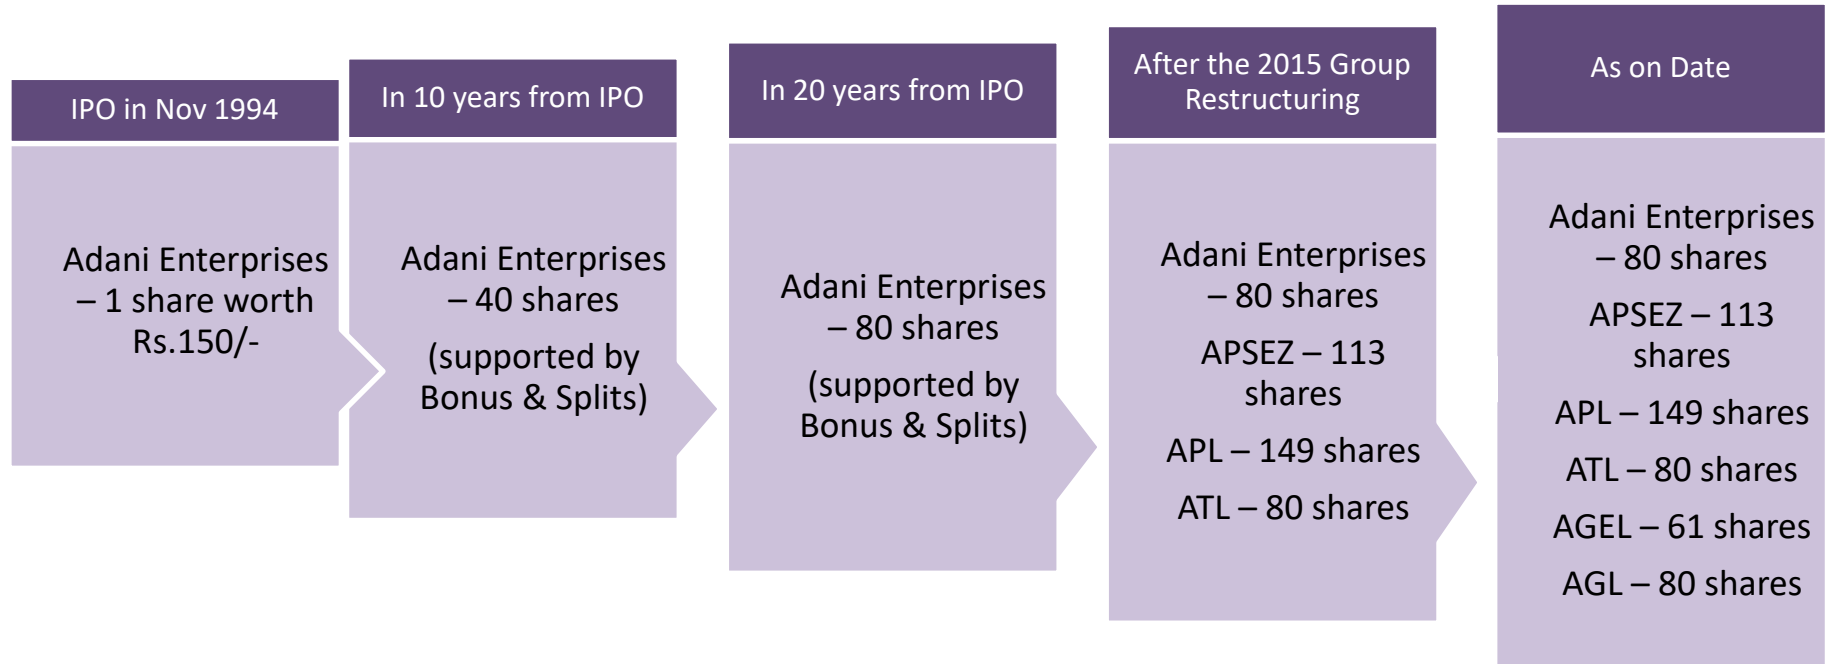 IPO in Nov 1994
Adani Enterprises
– 1 share worth
Rs.150/-
In 10 years from IPO
Adani Enterprises
– 40 shares
(supported by
Bonus & Splits)
In 20 years from IPO
Adani Enterprises
– 80 shares
(supported by
Bonus & Splits)
After the 2015 Group
Restructuring
Adani Enterprises
– 80 shares
APSEZ – 113
shares
APL – 149 shares
ATL – 80 shares
As on Date
Adani Enterprises
– 80 shares
APSEZ – 113
shares
APL – 149 shares
ATL – 80 shares
AGEL – 61 shares
AGL – 80 shares